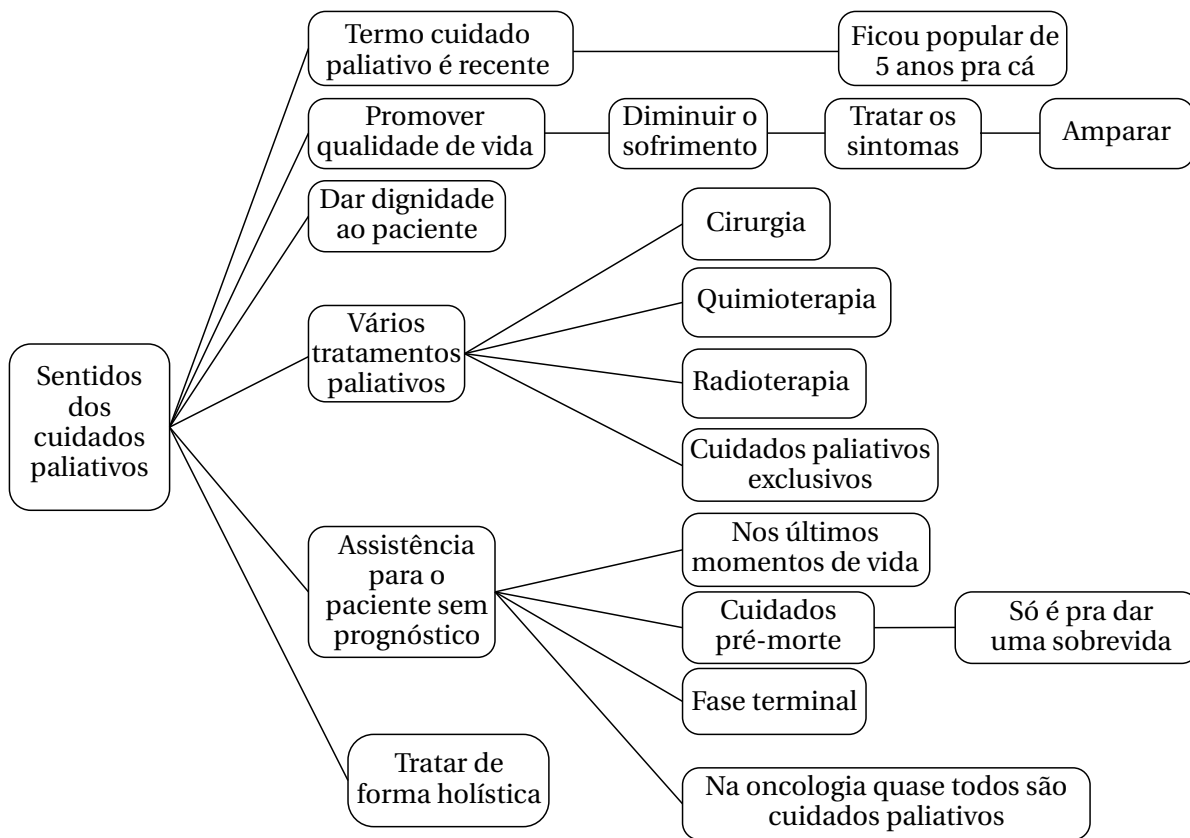 Termo cuidado
paliativo é recente
Ficou popular de
5 anos pra cá
Promover
qualidade de vida
Diminuir o
sofrimento
Tratar os
sintomas
Amparar
Dar dignidade
ao paciente
Cirurgia
Quimioterapia
Vários
tratamentos
paliativos
Radioterapia
Cuidados paliativos
exclusivos
Sentidos
dos
cuidados
paliativos
Assistência
para o
paciente sem
prognóstico
Nos últimos
momentos de vida
Cuidados
pré-morte
Só é pra dar
uma sobrevida
Fase terminal
Na oncologia quase todos são
cuidados paliativos
Tratar de
forma holística